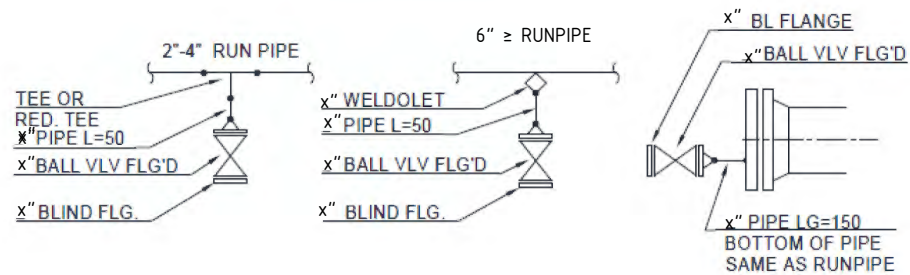 2"-4" RUN PIPE
TEE OR
RED. TEE
x" PIPE L=50
x" BALL VLV FLG'D
x" BLIND FLG.
6" ≥ RUNPIPE
x" WELDOLET
x" PIPE L=50
x" BALL VLV FLG'D
x" BLIND FLG.
x" BL FLANGE
x" BALL VLV FLG'D
x" PIPE LG=150
BOTTOM OF PIPE
SAME AS RUNPIPE